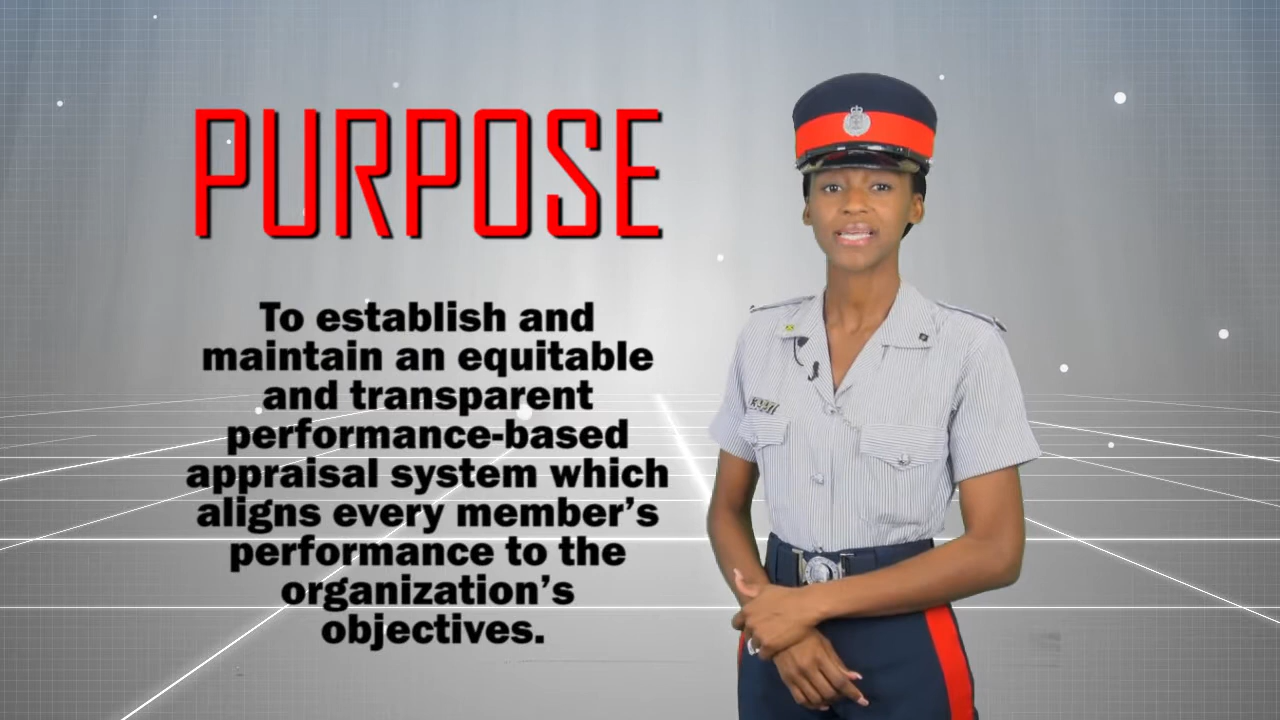 PURPOSE
To establish and
maintain an equitable
and transparent
performance-based
appraisal system which
aligns every member’s
performance to the
organization’s
objectives.